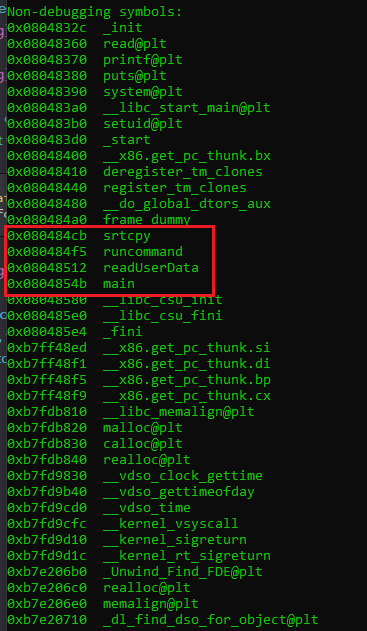 Non-debugging symbols:
0x0804832c  _init
0x08048360  read@plt
0x08048370  printf@plt
0x08048380  puts@plt
0x08048390  system@plt
0x080483a0  __libc_start_main@plt
0x080483b0  setuid@plt
0x080483d0  _start
0x08048400  __x86.get_pc_thunk.bx
0x08048410  deregister_tm_clones
0x08048440  register_tm_clones
0x08048480  __do_global_dtors_aux
0x080484a0  frame_dummy
0x080484cb  srtcpy
0x080484f5  runcommand
0x08048512  readUserData
0x0804854b  main
0x08048580  __libc_csu_init
0x080485e0  __libc_csu_fini
0x080485e4  _fini
0xb7ff48ed  __x86.get_pc_thunk.si
0xb7ff48f1  __x86.get_pc_thunk.di
0xb7ff48f5  __x86.get_pc_thunk.bp
0xb7ff48f9  __x86.get_pc_thunk.cx
0xb7fdb810  __libc_memalign@plt
0xb7fdb820  malloc@plt
0xb7fdb830  calloc@plt
0xb7fdb840  realloc@plt
0xb7fd9830  __vdso_clock_gettime
0xb7fd9b40  __vdso_gettimeofday
0xb7fd9cd0  __vdso_time
0xb7fd9cfc  __kernel_vsyscall
0xb7fd9d10  __kernel_sigreturn
0xb7fd9d1c  __kernel_rt_sigreturn
0xb7e206b0  _Unwind_Find_FDE@plt
0xb7e206c0  realloc@plt
0xb7e206e0  memalign@plt
0xb7e20710  _dl_find_dso_for_object@plt